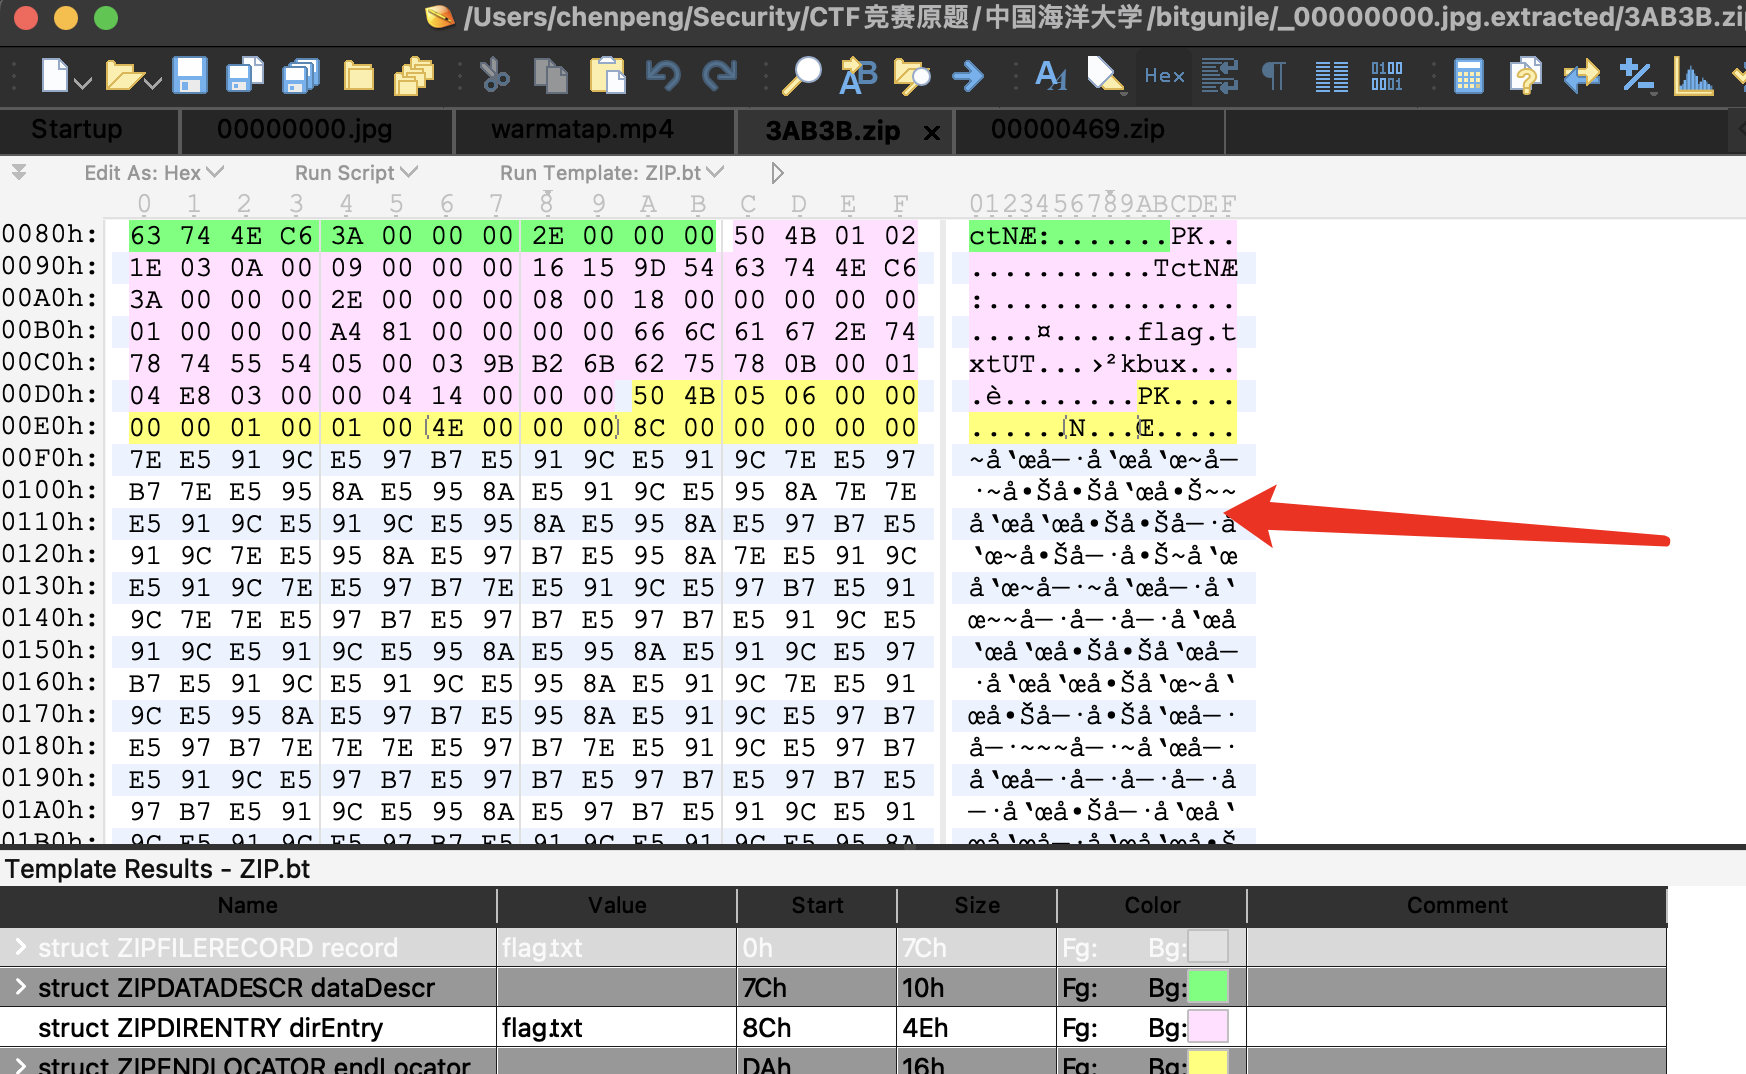 /Users/chenpeng/Security/CTF竞赛原题/中国海洋大学/bitgunjle/_00000000.jpg.extracted/3AB3B.zi
Hex
Startup 00000000.jpg warmatap.mp4 3AB3B.zip × 00000469.zip
Edit As: Hex Run Script Run Template: ZIP.bt
0 1 2 3 4 5 6 7 8 9 A B C D E F 0123456789ABCDEF
0080h: 63 74 4E C6 3A 00 00 00 2E 00 00 00 50 4B 01 02 ctNÆ:.......PK..
0090h: 1E 03 0A 00 09 00 00 00 16 15 9D 54 63 74 4E C6 ...........TctNÆ
00A0h: 3A 00 00 00 2E 00 00 00 08 00 18 00 00 00 00 00 :...............
00B0h: 01 00 00 00 A4 81 00 00 00 00 66 6C 61 67 2E 74 ....¤.....flag.t
00C0h: 78 74 55 54 05 00 03 9B B2 6B 62 75 78 0B 00 01 xtUT...›²kbux...
00D0h: 04 E8 03 00 00 04 14 00 00 00 50 4B 05 06 00 00 .è........PK....
00E0h: 00 00 01 00 01 00 4E 00 00 00 8C 00 00 00 00 00 ......N...Œ.....
00F0h: 7E E5 91 9C E5 97 B7 E5 91 9C E5 91 9C 7E E5 97 ~å‘œå—·å‘œå‘œ~å—
0100h: B7 7E E5 95 8A E5 95 8A E5 91 9C E5 95 8A 7E 7E ·~å•Šå•Šå‘œå•Š~~
0110h: E5 91 9C E5 91 9C E5 95 8A E5 95 8A E5 97 B7 E5 å‘œå‘œå•Šå•Šå—·å
0120h: 91 9C 7E E5 95 8A E5 97 B7 E5 95 8A 7E E5 91 9C ‘œ~å•Šå—·å•Š~å‘œ
0130h: E5 91 9C 7E E5 97 B7 7E E5 91 9C E5 97 B7 E5 91 å‘œ~å—·~å‘œå—·å‘
0140h: 9C 7E 7E E5 97 B7 E5 97 B7 E5 97 B7 E5 91 9C E5 œ~~å—·å—·å—·å‘œå
0150h: 91 9C E5 91 9C E5 95 8A E5 95 8A E5 91 9C E5 97 ‘œå‘œå•Šå•Šå‘œå—
0160h: B7 E5 91 9C E5 91 9C E5 95 8A E5 91 9C 7E E5 91 ·å‘œå‘œå•Šå‘œ~å‘
0170h: 9C E5 95 8A E5 97 B7 E5 95 8A E5 91 9C E5 97 B7 œå•Šå—·å•Šå‘œå—·
0180h: E5 97 B7 7E 7E 7E E5 97 B7 7E E5 91 9C E5 97 B7 å—·~~~å—·~å‘œå—·
0190h: E5 91 9C E5 97 B7 E5 97 B7 E5 97 B7 E5 97 B7 E5 å‘œå—·å—·å—·å—·å
01A0h: 97 B7 E5 91 9C E5 95 8A E5 97 B7 E5 91 9C E5 91 —·å‘œå•Šå—·å‘œå‘
01B0h: 9C E5 91 9C E5 97 B7 E5 91 9C E5 91 9C E5 95 8A œå‘œå—·å‘œå‘œå•Š
Template Results - ZIP.bt
Name Value Start Size Color Comment
struct ZIPFILERECORD record flag.txt 0h 7Ch Fg: Bg:
struct ZIPDATADESCR dataDescr 7Ch 10h Fg: Bg:
struct ZIPDIRENTRY dirEntry flag.txt 8Ch 4Eh Fg: Bg:
struct ZIPENDLOCATOR endLocator DAh 16h Fg: Bg: